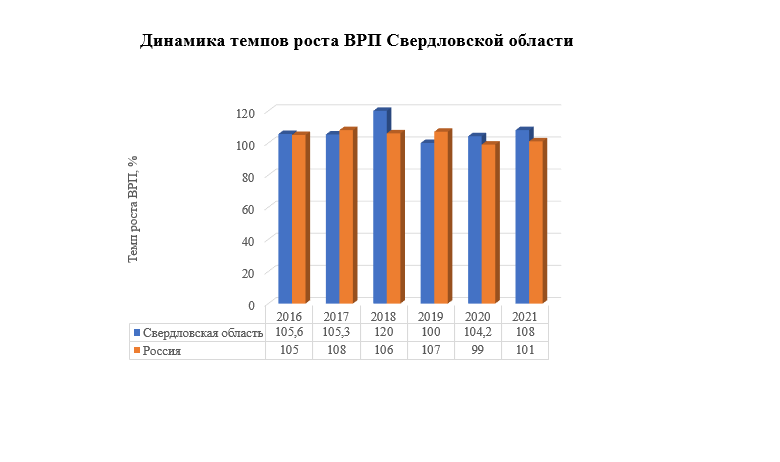 Динамика темпов роста ВРП Свердловской области
Темп роста ВРП, %
120
100
80
60
40
20
0
2016 2017 2018 2019 2020 2021
Свердловская область 105,6 105,3 120 100 104,2 108
Россия 105 108 106 107 99 101